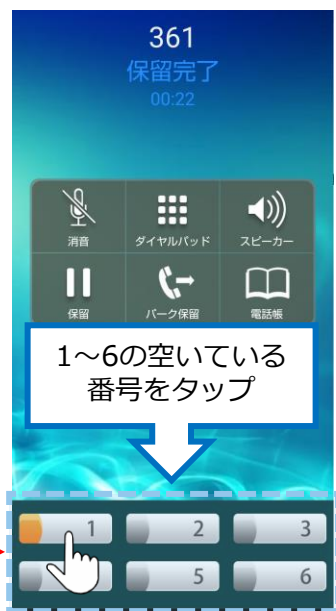 361
保留完了
00:22
消音 ダイヤルパッド スピーカー
保留 パーク保留 電話帳
1～6の空いている
番号をタップ
1 2 3
5 6